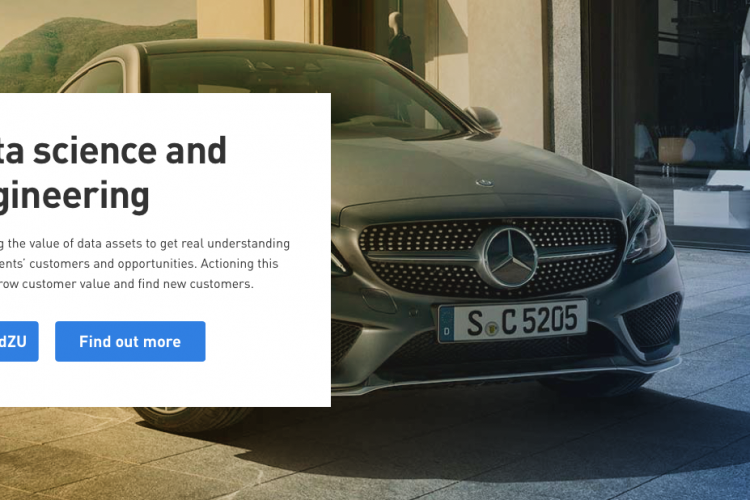 ta science and
gineering
g the value of data assets to get real understanding
ents' customers and opportunities. Actioning this
row customer value and find new customers.
dZU
Find out more
D
S C 5205